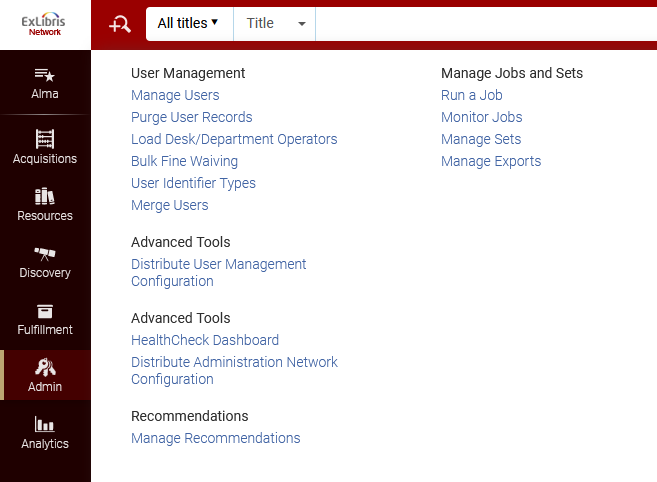 ExLibris
Network
All titles
Title
Alma
Acquisitions
Resources
Discovery
Fulfillment
Admin
Analytics
User Management
Manage Users
Purge User Records
Load Desk/Department Operators
Bulk Fine Waiving
User Identifier Types
Merge Users
Advanced Tools
Distribute User Management
Configuration
Advanced Tools
HealthCheck Dashboard
Distribute Administration Network
Configuration
Recommendations
Manage Recommendations
Manage Jobs and Sets
Run a Job
Monitor Jobs
Manage Sets
Manage Exports